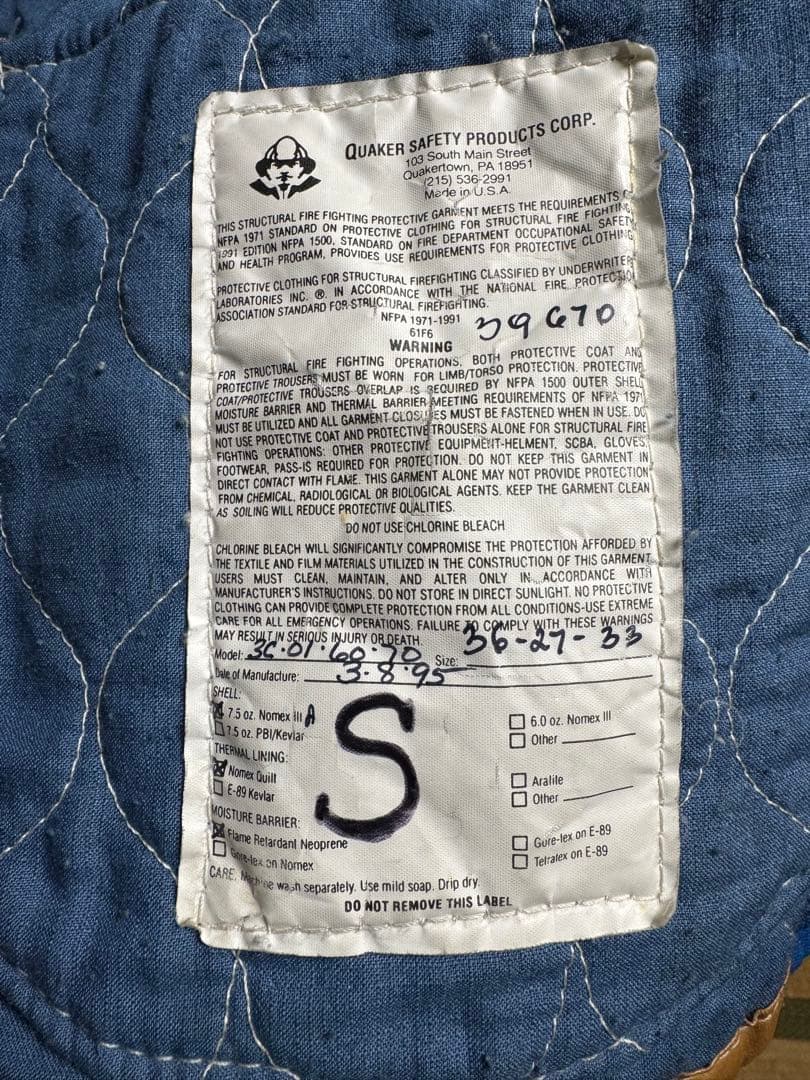 QUAKER SAFETY PRODUCTS CORP.
103 South Main Street
Quakertown, PA 18951
(215) 536-2991
Made in U.S.A.
THIS STRUCTURAL FIRE FIGHTING PROTECTIVE GARMENT MEETS THE REQUIREMENTS
NFPA 1971 STANDARD ON PROTECTIVE CLOTHING FOR STRUCTURAL FIRE FIGHTING
1991 EDITION NFPA 1500, STANDARD ON FIRE DEPARTMENT OCCUPATIONAL SAFETY
AND HEALTH PROGRAM, PROVIDES USE REQUIREMENTS FOR PROTECTIVE CLOTHING
PROTECTIVE CLOTHING FOR STRUCTURAL FIREFIGHTING CLASSIFIED BY UNDERWRITER
LABORATORIES INC. ®. IN ACCORDANCE WITH THE NATIONAL FIRE PROTECTIO
ASSOCIATION STANDARD FOR STRUCTURAL FIREFIGHTING.
NFPA 1971-1991 39670
61F6
WARNING
FOR STRUCTURAL FIRE FIGHTING OPERATIONS, BOTH PROTECTIVE COAT AND
PROTECTIVE TROUSERS MUST BE WORN FOR LIMB/TORSO PROTECTION. PROTECTIVE
COAT/PROTECTIVE TROUSERS OVERLAP IS REQUIRED BY NFPA 1500 OUTER SHELL
MOISTURE BARRIER AND THERMAL BARRIER MEETING REQUIREMENTS OF NFPA 1971
MUST BE UTILIZED AND ALL GARMENT CLOSURES MUST BE FASTENED WHEN IN USE. DO
NOT USE PROTECTIVE COAT AND PROTECTIVE TROUSERS ALONE FOR STRUCTURAL FIRE
FIGHTING OPERATIONS: OTHER PROTECTIVE EQUIPMENT-HELMET, SCBA, GLOVES,
FOOTWEAR, PASS-IS REQUIRED FOR PROTECTION. DO NOT KEEP THIS GARMENT IN
DIRECT CONTACT WITH FLAME. THIS GARMENT ALONE MAY NOT PROVIDE PROTECTION
FROM CHEMICAL, RADIOLOGICAL OR BIOLOGICAL AGENTS. KEEP THE GARMENT CLEAN
AS SOILING WILL REDUCE PROTECTIVE QUALITIES.
DO NOT USE CHLORINE BLEACH
CHLORINE BLEACH WILL SIGNIFICANTLY COMPROMISE THE PROTECTION AFFORDED BY
THE TEXTILE AND FILM MATERIALS UTILIZED IN THE CONSTRUCTION OF THIS GARMENT
USERS MUST CLEAN, MAINTAIN, AND ALTER ONLY IN ACCORDANCE WITH
MANUFACTURER'S INSTRUCTIONS. DO NOT STORE IN DIRECT SUNLIGHT. NO PROTECTIVE
CLOTHING CAN PROVIDE COMPLETE PROTECTION FROM ALL CONDITIONS-USE EXTREME
CARE FOR ALL EMERGENCY OPERATIONS. FAILURE TO COMPLY WITH THESE WARNINGS
MAY RESULT IN SERIOUS INJURY OR DEATH.
Model: 3C·01·60·70 Size: 36-27-33
Date of Manufacture: 3·8·95
SHELL:
7.5 oz. Nomex III A 6.0 oz. Nomex III
7.5 oz. PBI/Kevlar Other
THERMAL LINING:
Nomex Quilt Aralite
E-89 Kevlar Other
S
MOISTURE BARRIER:
Flame Retardant Neoprene Gore-tex on E-89
Gore-tex on Nomex Tetratex on E-89
CARE. Machine wash separately. Use mild soap. Drip dry.
DO NOT REMOVE THIS LABEL